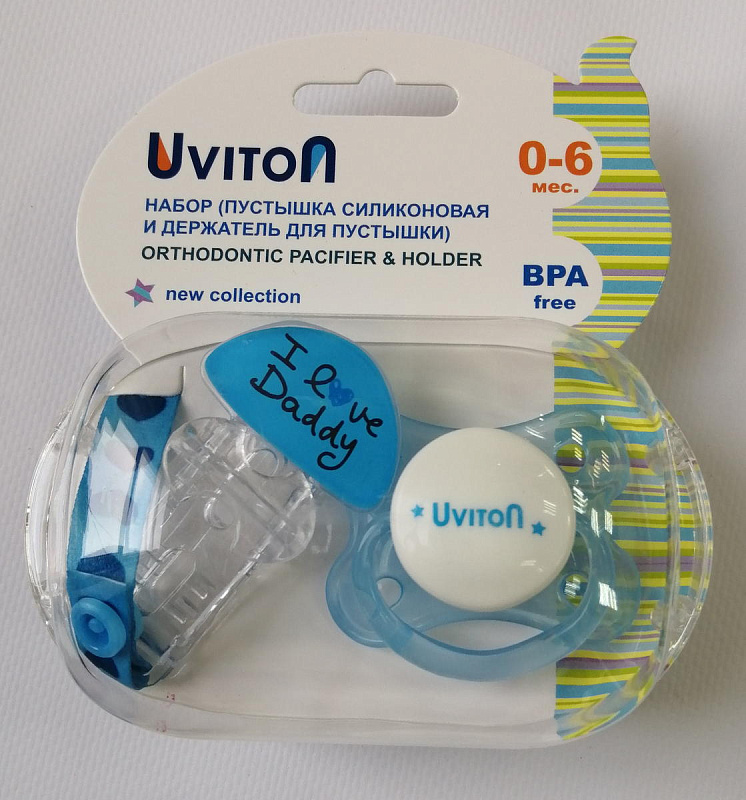 UVITON
0-6
мес.
НАБОР (ПУСТЫШКА СИЛИКОНОВАЯ
И ДЕРЖАТЕЛЬ ДЛЯ ПУСТЫШКИ)
ORTHODONTIC PACIFIER & HOLDER
BPA
free
new collection
I love
Daddy
UVITON